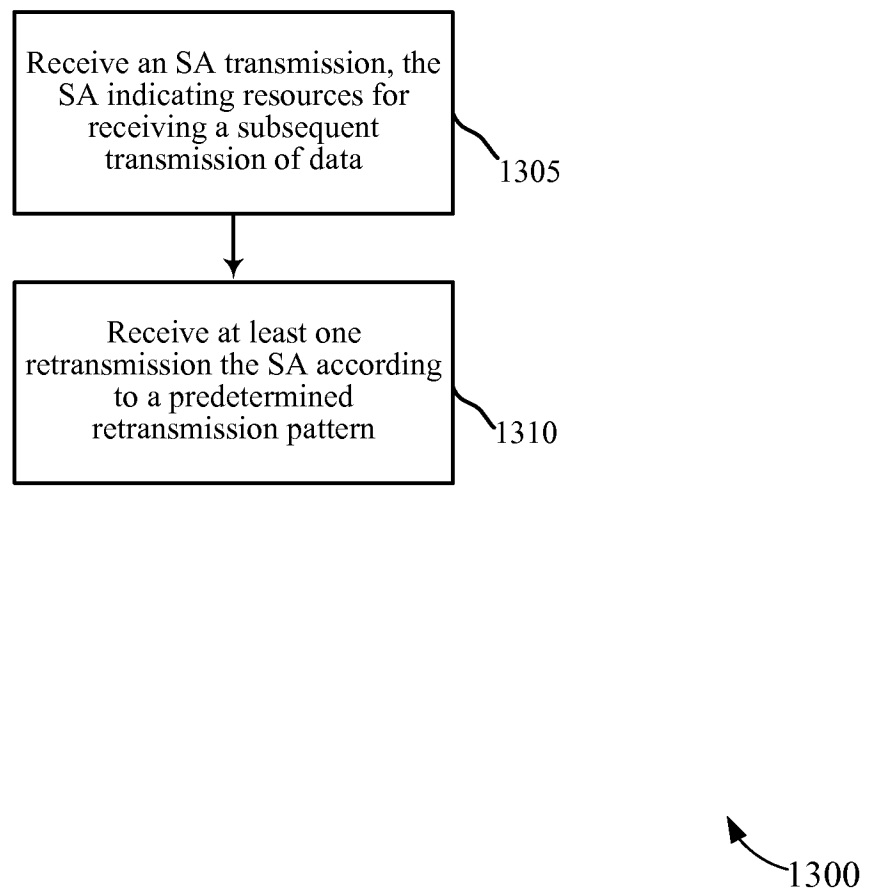 Receive an SA transmission, the
SA indicating resources for
receiving a subsequent
transmission of data
1305
Receive at least one
retransmission the SA according
to a predetermined
retransmission pattern
1310
1300